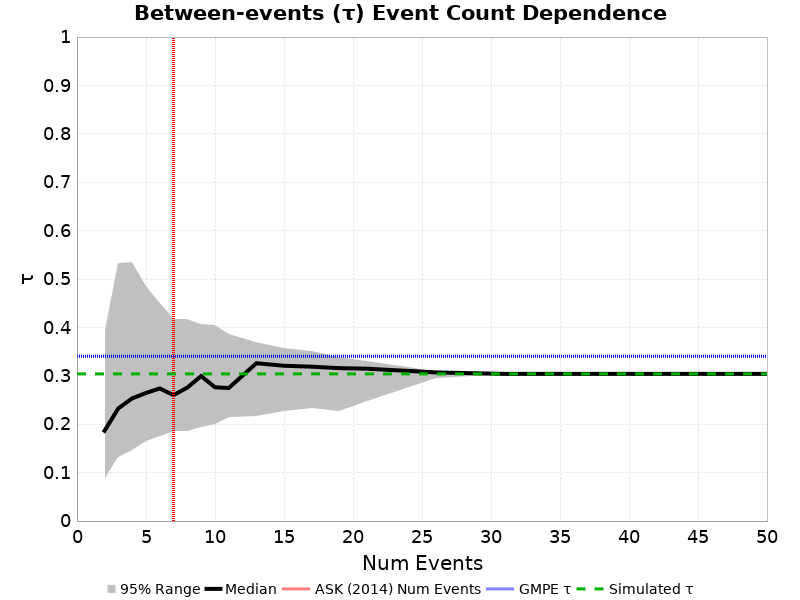 Between-events (τ) Event Count Dependence
1
0.9
0.8
0.7
0.6
0.5
0.4
0.3
0.2
0.1
0
τ
0 5 10 15 20 25 30 35 40 45 50
Num Events
95% Range Median ASK (2014) Num Events GMPE τ Simulated τ